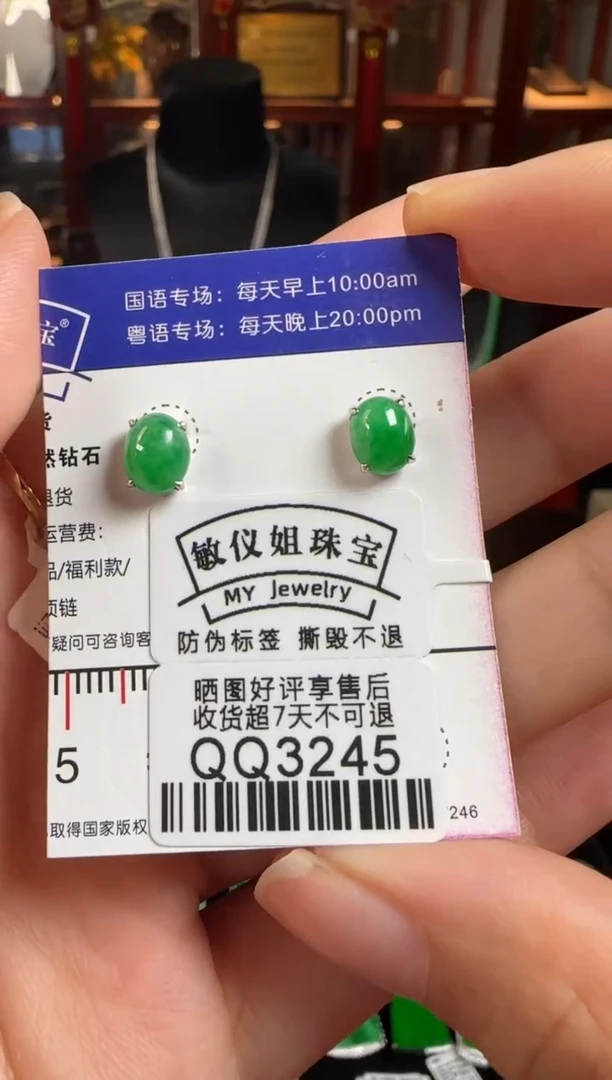 国语专场：每天早上10:00am
粤语专场：每天晚上20:00pm
宝®
货
然钻石
退货
运营费：
品/福利款/
项链
疑问可咨询客
敏仪姐珠宝
MY Jewelry
防伪标签 撕毁不退
晒图好评享售后
收货超7天不可退
QQ3245
5
取得国家版权
246